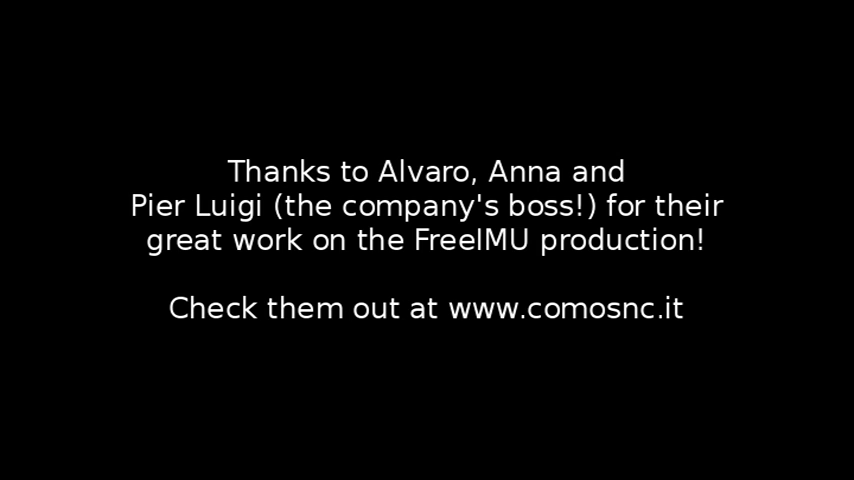 Thanks to Alvaro, Anna and
Pier Luigi (the company's boss!) for their
great work on the FreeIMU production!
Check them out at www.comosnc.it